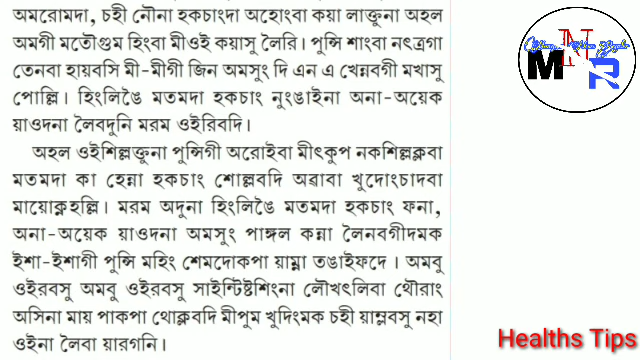 অমরোমদা, চহী নৌনা হকচাংদা অহোংবা কয়া লাক্তুনা অহল
অমগী মতৌগুম হিংবা মীওই কয়াসু লৈরি। পুন্সি শাংবা নৎত্রগা
তেনবা হায়বসি মী-মীগী জিন অমসুং দি এন এ খেন্নবগী মখাসু
পোল্লি। হিংলিঙৈ মতমদা হকচাং নুংঙাইনা অনা-অয়েক
য়াওদনা লৈবদুনি মরম ওইরিবদি।
অহল ওইশিল্লক্তুনা পুন্সিগী অরোইবা মীৎকুপ নকশিল্লক্লবা
মতমদা কা হেন্না হকচাং শোল্লবদি অৱাবা খুদোংচাদবা
মায়োক্নহল্লি। মরম অদুনা হিংলিঙৈ মতমদা হকচাং ফনা,
অনা-অয়েক য়াওদনা অমসুং পাঙ্গল কন্না লৈনবগীদমক
ইশা-ইশাগী পুন্সি মহিং শেমদোকপা য়াম্না তঙাইফদে। অমবু
ওইরবসু অমবু ওইরবসু সাইন্টিষ্টশিংনা লৌখৎলিবা থৌরাং
অসিনা মায় পাকপা থোক্লবদি মীপুম খুদিংমক চহী য়াম্লবসু নহা
ওইনা লৈবা য়ারগনি।
M N R
Healths Tips